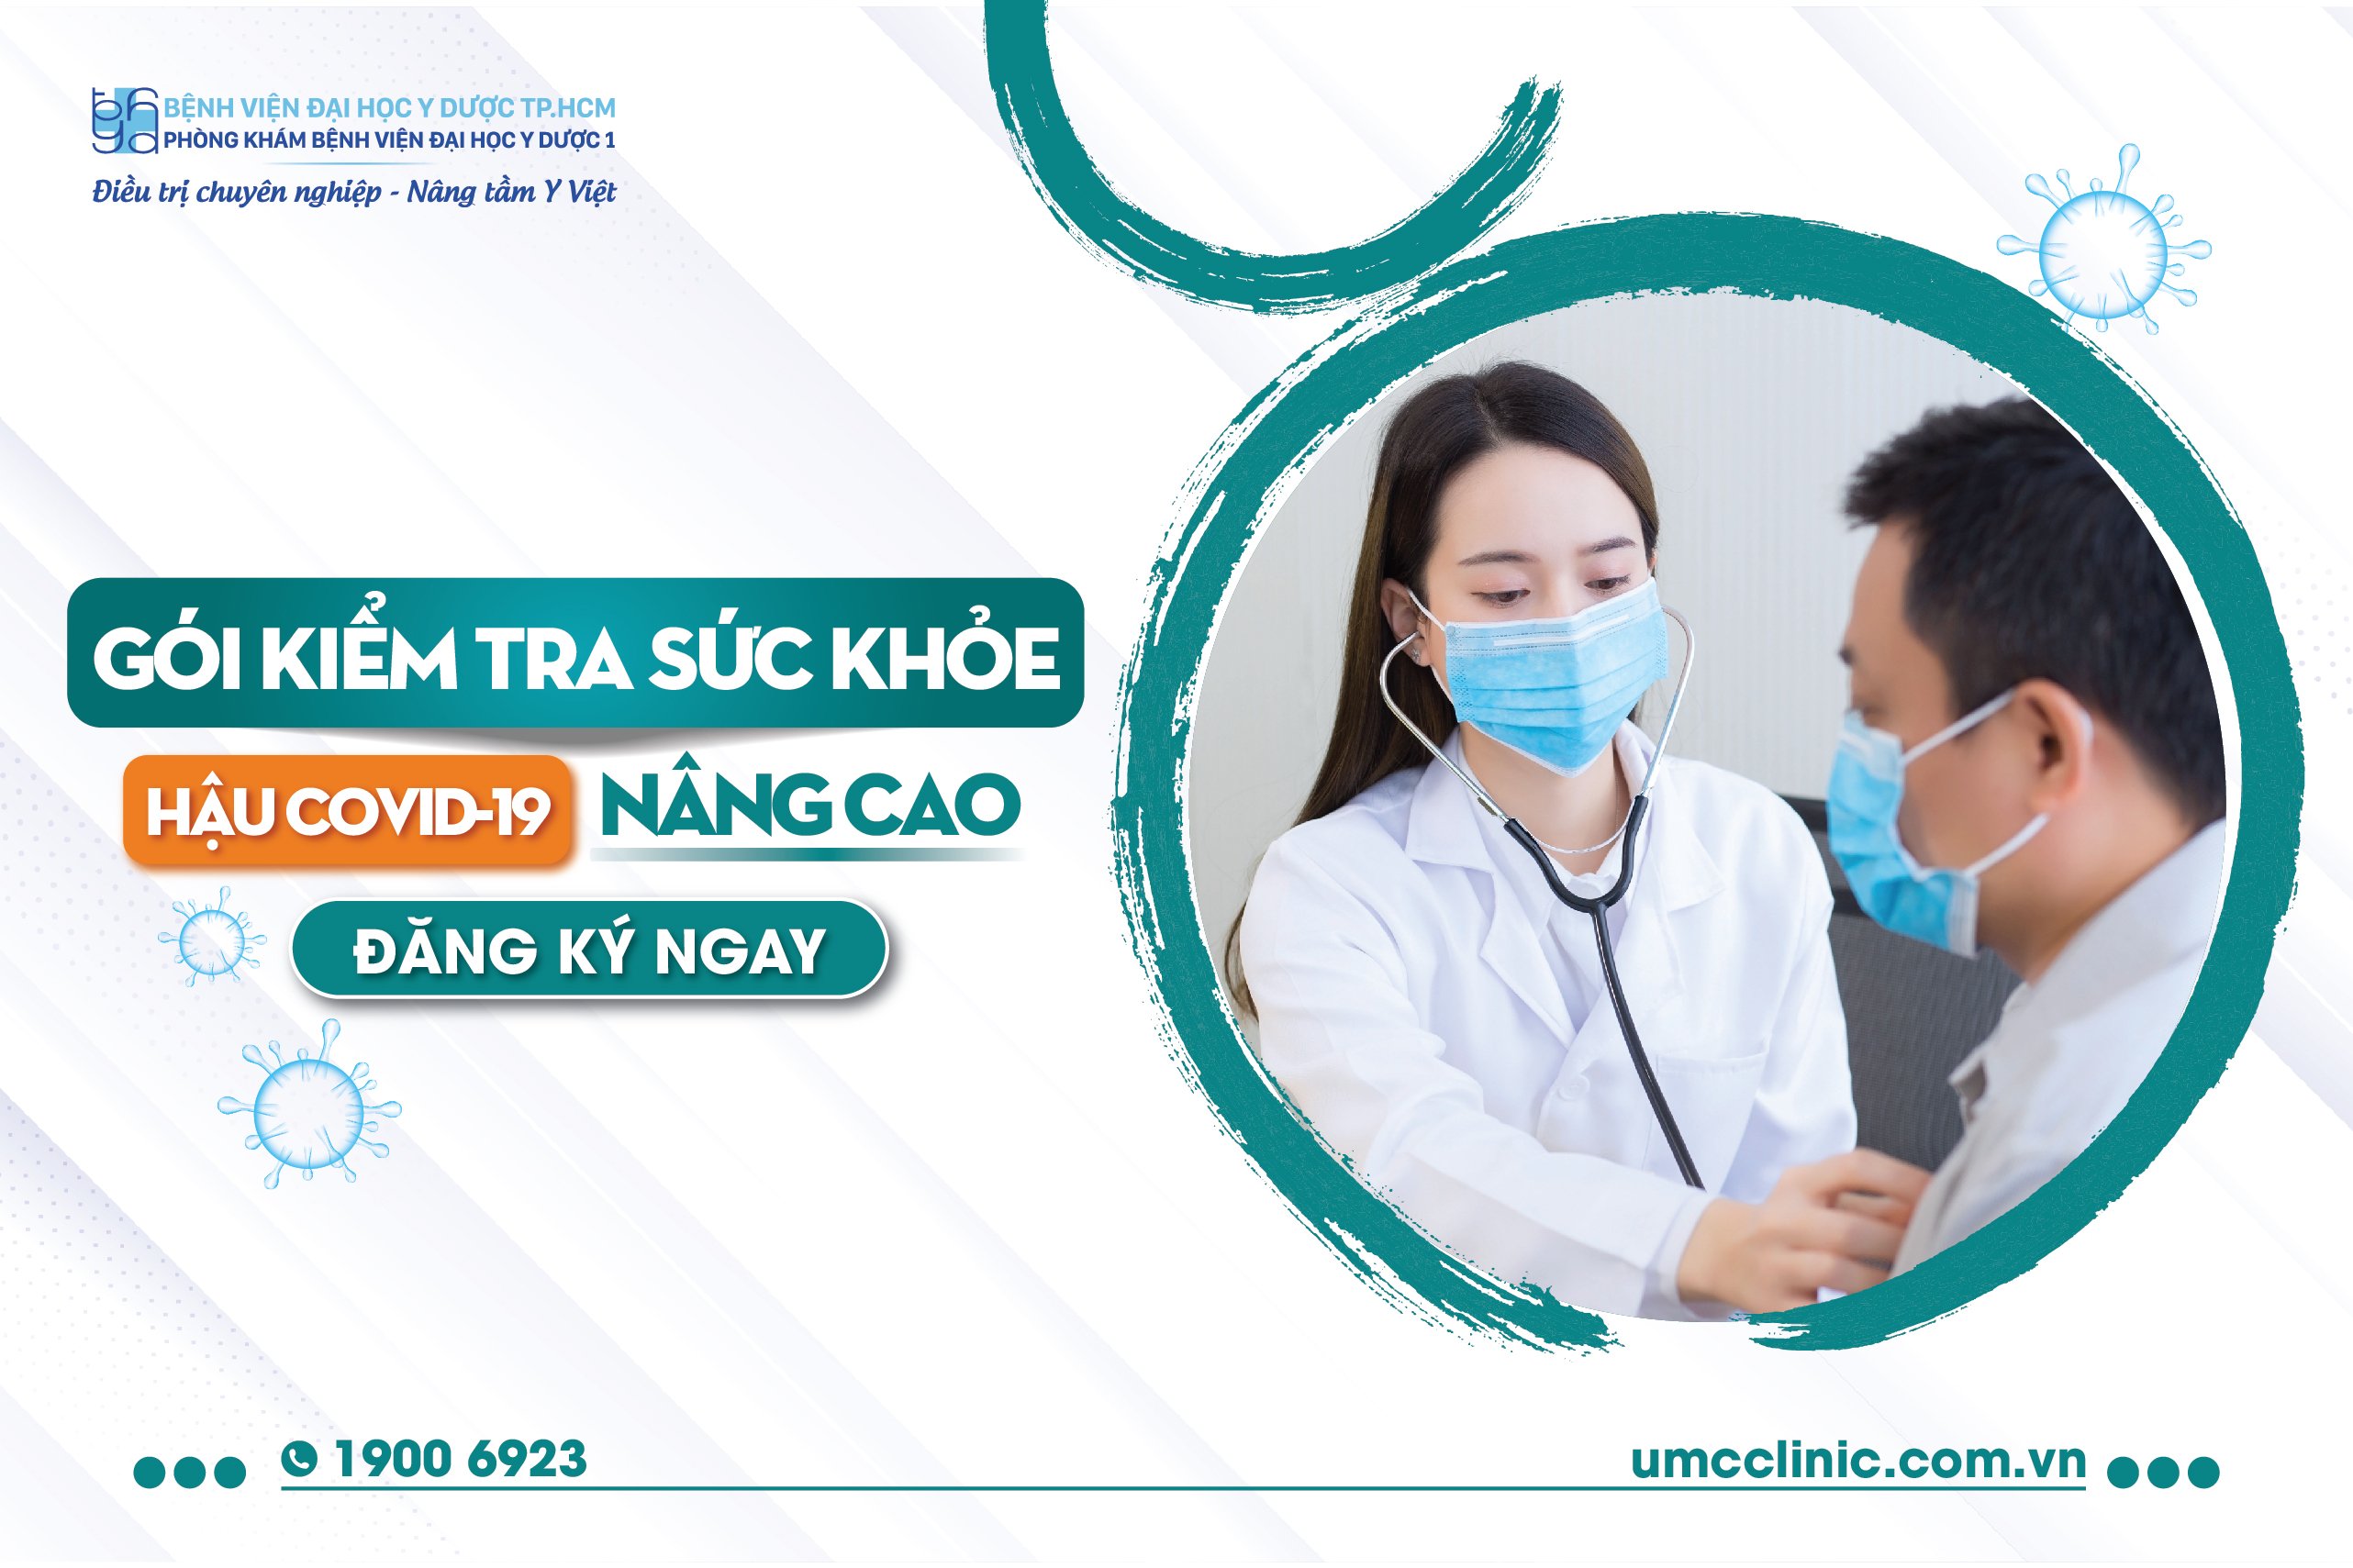 BỆNH VIỆN ĐẠI HỌC Y DƯỢC TP.HCM
PHÒNG KHÁM BỆNH VIỆN ĐẠI HỌC Y DƯỢC 1
Điều trị chuyên nghiệp - Nâng tầm Y Việt
GÓI KIỂM TRA SỨC KHỎE
HẬU COVID-19 NÂNG CAO
ĐĂNG KÝ NGAY
1900 6923
umcclinic.com.vn